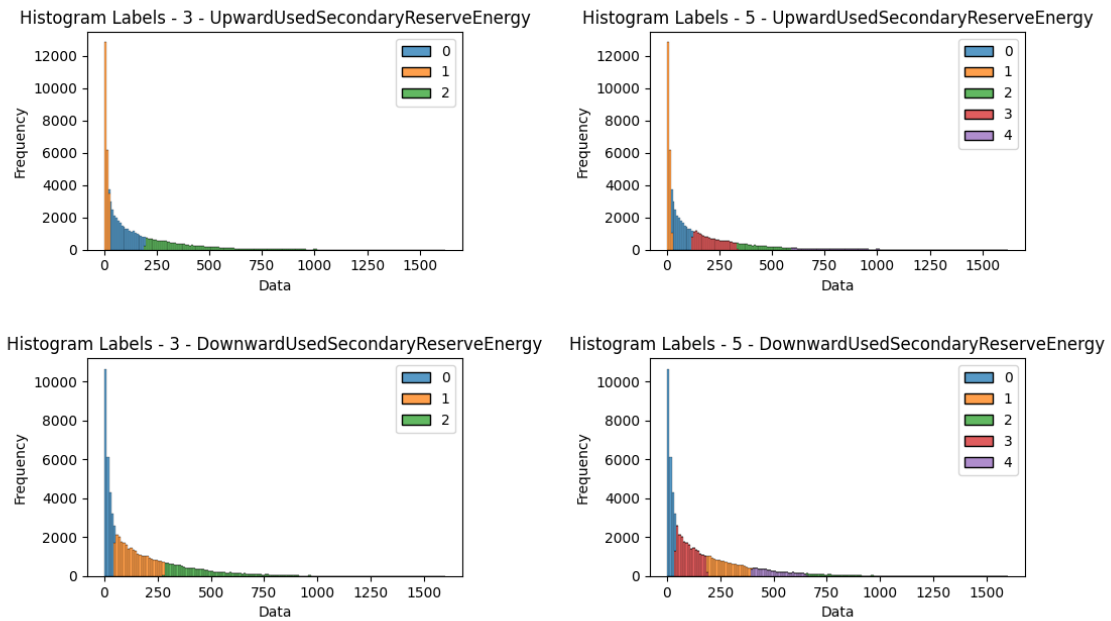 Histogram Labels - 3 - UpwardUsedSecondaryReserveEnergy
Frequency
12000
10000
8000
6000
4000
2000
0
0 250 500 750 1000 1250 1500
Data
0
1
2
Histogram Labels - 5 - UpwardUsedSecondaryReserveEnergy
Frequency
12000
10000
8000
6000
4000
2000
0
0 250 500 750 1000 1250 1500
Data
0
1
2
3
4
Histogram Labels - 3 - DownwardUsedSecondaryReserveEnergy
Frequency
10000
8000
6000
4000
2000
0
0 250 500 750 1000 1250 1500
Data
0
1
2
Histogram Labels - 5 - DownwardUsedSecondaryReserveEnergy
Frequency
10000
8000
6000
4000
2000
0
0 250 500 750 1000 1250 1500
Data
0
1
2
3
4